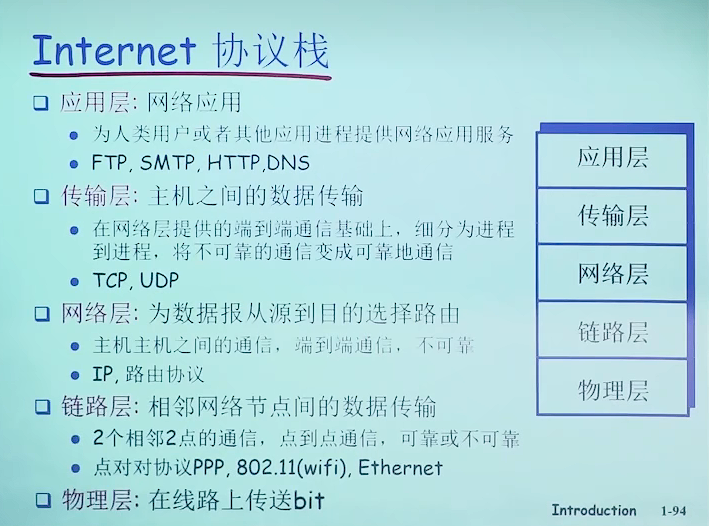 Internet 协议栈
应用层: 网络应用
为人类用户或者其他应用进程提供网络应用服务
FTP, SMTP, HTTP,DNS
传输层: 主机之间的数据传输
在网络层提供的端到端通信基础上，细分为进程
到进程，将不可靠的通信变成可靠地通信
TCP, UDP
网络层: 为数据报从源到目的选择路由
主机主机之间的通信，端到端通信，不可靠
IP, 路由协议
链路层: 相邻网络节点间的数据传输
2个相邻2点的通信，点到点通信，可靠或不可靠
点对对协议PPP, 802.11(wifi), Ethernet
物理层: 在线路上传送bit
应用层
传输层
网络层
链路层
物理层
Introduction 1-94